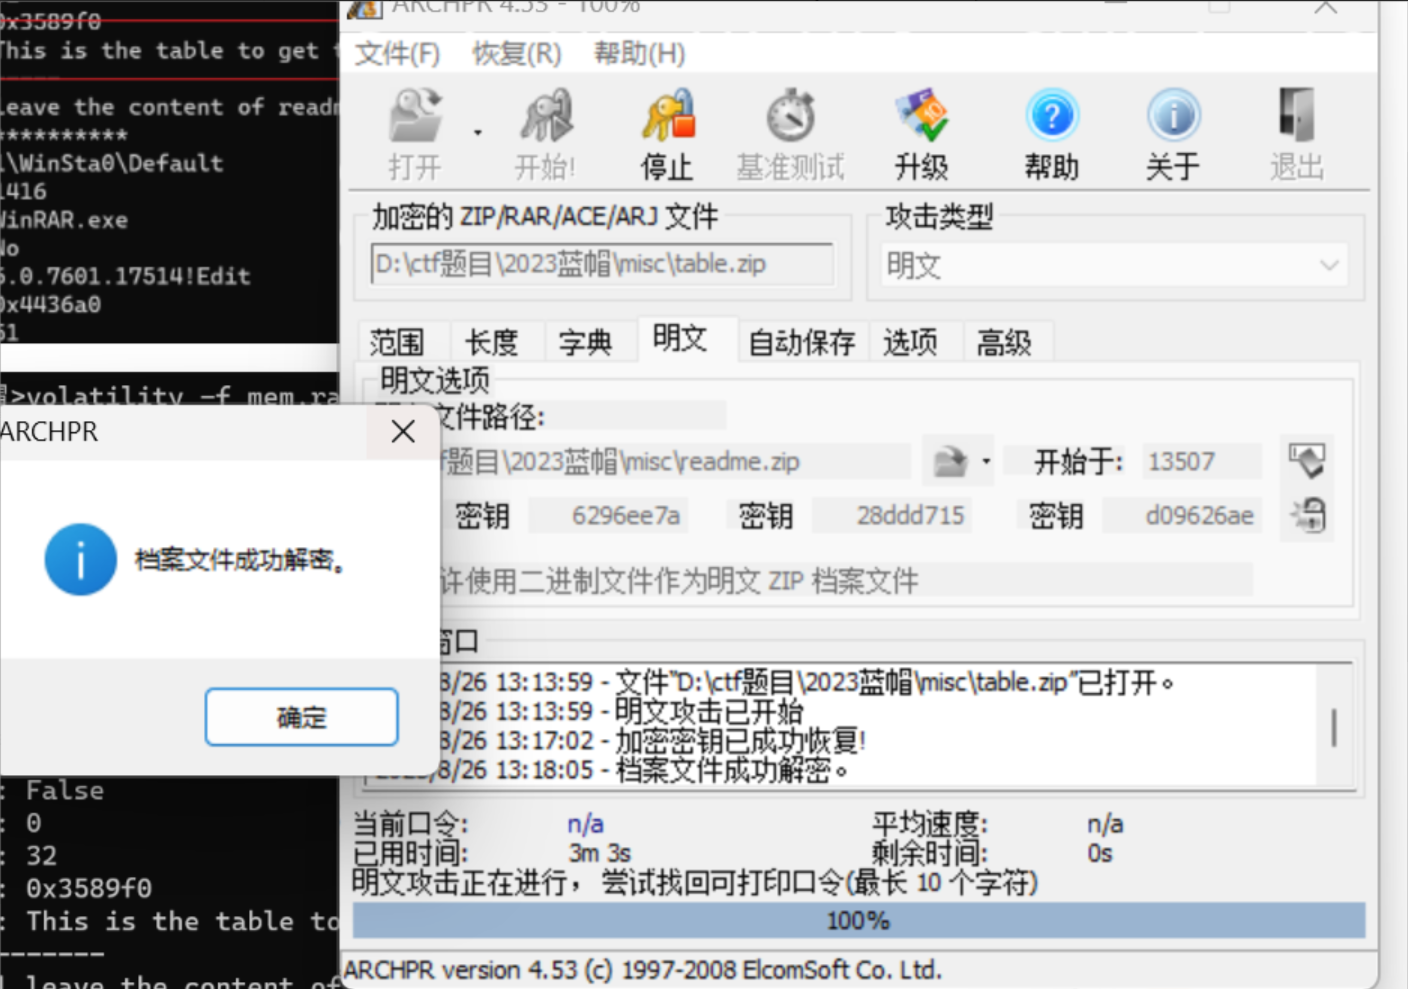 0x3589f0
This is the table to get
leave the content of readm
**********
\WinSta0\Default
1416
WinRAR.exe
No
6.0.7601.17514!Edit
0x4436a0
61
>volatility -f mem.ra
ARCHPR 4.53 - 100%
文件(F) 恢复(R) 帮助(H)
打开 开始! 停止 基准测试 升级 帮助 关于 退出
加密的 ZIP/RAR/ACE/ARJ 文件
攻击类型
D:\ctf题目\2023蓝帽\misc\table.zip
明文
范围 长度 字典 明文 自动保存 选项 高级
明文选项
文件路径:
题目\2023蓝帽\misc\readme.zip
开始于: 13507
密钥 6296ee7a 密钥 28ddd715 密钥 d09626ae
许使用二进制文件作为明文 ZIP 档案文件
ARCHPR
档案文件成功解密。
确定
窗口
8/26 13:13:59 - 文件"D:\ctf题目\2023蓝帽\misc\table.zip"已打开。
8/26 13:13:59 - 明文攻击已开始
8/26 13:17:02 - 加密密钥已成功恢复!
8/26 13:18:05 - 档案文件成功解密。
当前口令: n/a 平均速度: n/a
已用时间: 3m 3s 剩余时间: 0s
明文攻击正在进行，尝试找回可打印口令(最长 10 个字符)
100%
ARCHPR version 4.53 (c) 1997-2008 ElcomSoft Co. Ltd.
: False
: 0
: 32
: 0x3589f0
: This is the table to
-------
leave the content of